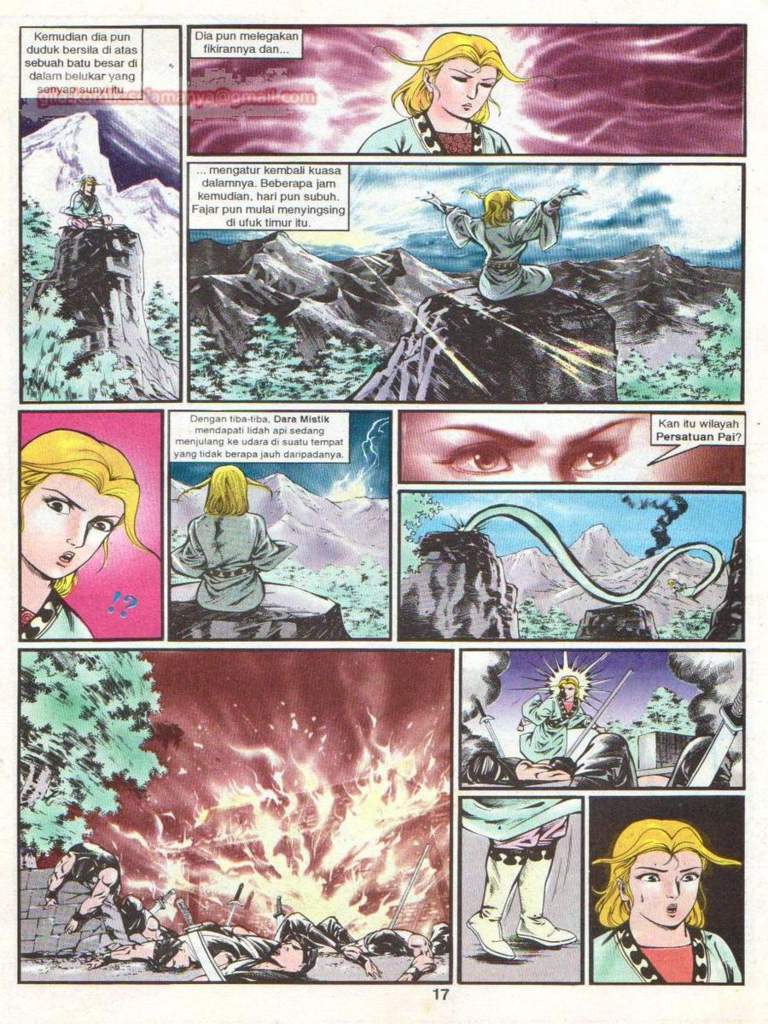 Kemudian dia pun
duduk bersila di atas
sebuah batu besar di
dalam belukar yang
senyap sunyi itu.
Dia pun melegakan
fikirannya dan...
... mengatur kembali kuasa
dalamnya. Beberapa jam
kemudian, hari pun subuh.
Fajar pun mulai menyingsing
di ufuk timur itu.
!?
Dengan tiba-tiba, Dara Mistik
mendapati lidah api sedang
menjulang ke udara di suatu tempat
yang tidak berapa jauh daripadanya.
Kan itu wilayah
Persatuan Pai?
17